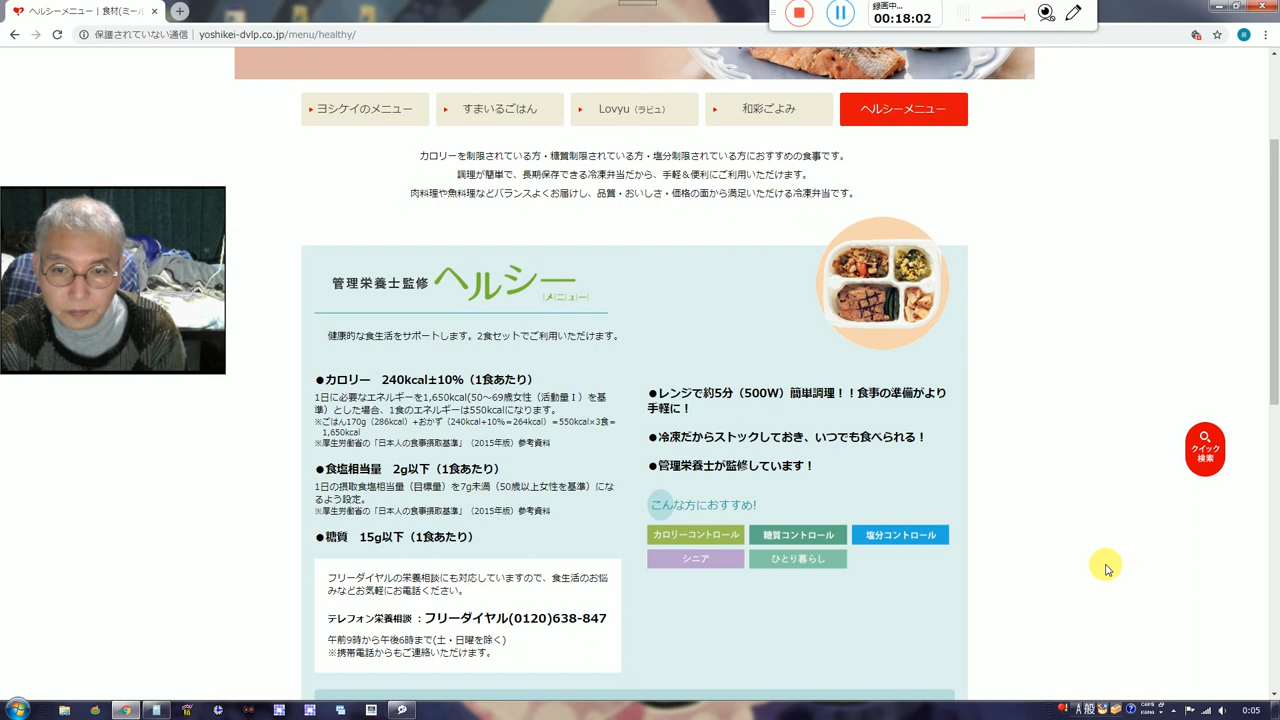 ヘルシーメニュー | 食材(ミール
録画中...
00:18:02
保護されていない通信 | yoshikei-dvlp.co.jp/menu/healthy/
ヨシケイのメニュー
すまいるごはん
Lovyu（ラビュ）
和彩ごよみ
ヘルシーメニュー
カロリーを制限されている方・糖質制限されている方・塩分制限されている方におすすめの食事です。
調理が簡単で、長期保存できる冷凍弁当だから、手軽＆便利にご利用いただけます。
肉料理や魚料理などバランスよくお届けし、品質・おいしさ・価格の面から満足いただける冷凍弁当です。
管理栄養士監修 ヘルシー
|メニュー|
健康的な食生活をサポートします。2食セットでご利用いただけます。
●カロリー　240kcal±10%（1食あたり）
1日に必要なエネルギーを1,650kcal(50～69歳女性（活動量Ⅰ）を基
準）とした場合、1食のエネルギーは550kcalになります。
※ごはん170g（286kcal）+おかず（240kcal+10%＝264kcal）＝550kcal×3食＝
1,650kcal
※厚生労働省の「日本人の食事摂取基準」（2015年版）参考資料
●食塩相当量　2g以下（1食あたり）
1日の摂取食塩相当量（目標量）を7g未満（50歳以上女性を基準）にな
るよう設定。
※厚生労働省の「日本人の食事摂取基準」（2015年版）参考資料
●糖質　15g以下（1食あたり）
フリーダイヤルの栄養相談にも対応していますので、食生活のお悩
みなどお気軽にお電話ください。
テレフォン栄養相談 ：フリーダイヤル(0120)638-847
午前9時から午後6時まで(土・日曜を除く)
※携帯電話からもご連絡いただけます。
●レンジで約5分（500W）簡単調理！！食事の準備がより
手軽に！
●冷凍だからストックしておき、いつでも食べられる！
●管理栄養士が監修しています！
こんな方におすすめ!
カロリーコントロール
糖質コントロール
塩分コントロール
シニア
ひとり暮らし
クイック
検索
A 般
CAPS
KANA
0:05